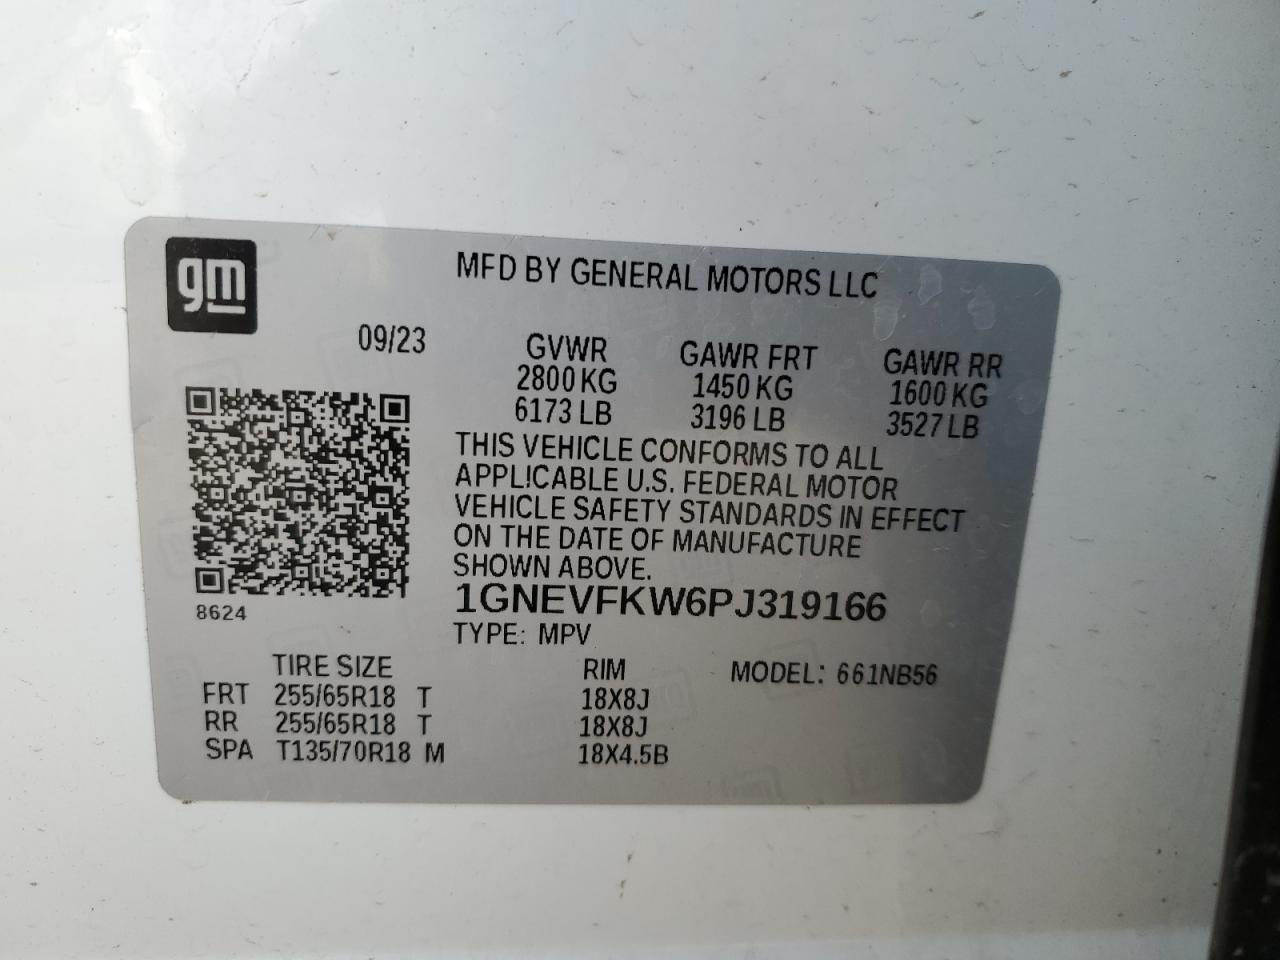 gm
MFD BY GENERAL MOTORS LLC
09/23
GVWR GAWR FRT GAWR RR
2800 KG 1450 KG 1600 KG
6173 LB 3196 LB 3527 LB
THIS VEHICLE CONFORMS TO ALL
APPLICABLE U.S. FEDERAL MOTOR
VEHICLE SAFETY STANDARDS IN EFFECT
ON THE DATE OF MANUFACTURE
SHOWN ABOVE.
8624
1GNEVFKW6PJ319166
TYPE: MPV
TIRE SIZE RIM MODEL: 661NB56
FRT 255/65R18 T 18X8J
RR 255/65R18 T 18X8J
SPA T135/70R18 M 18X4.5B